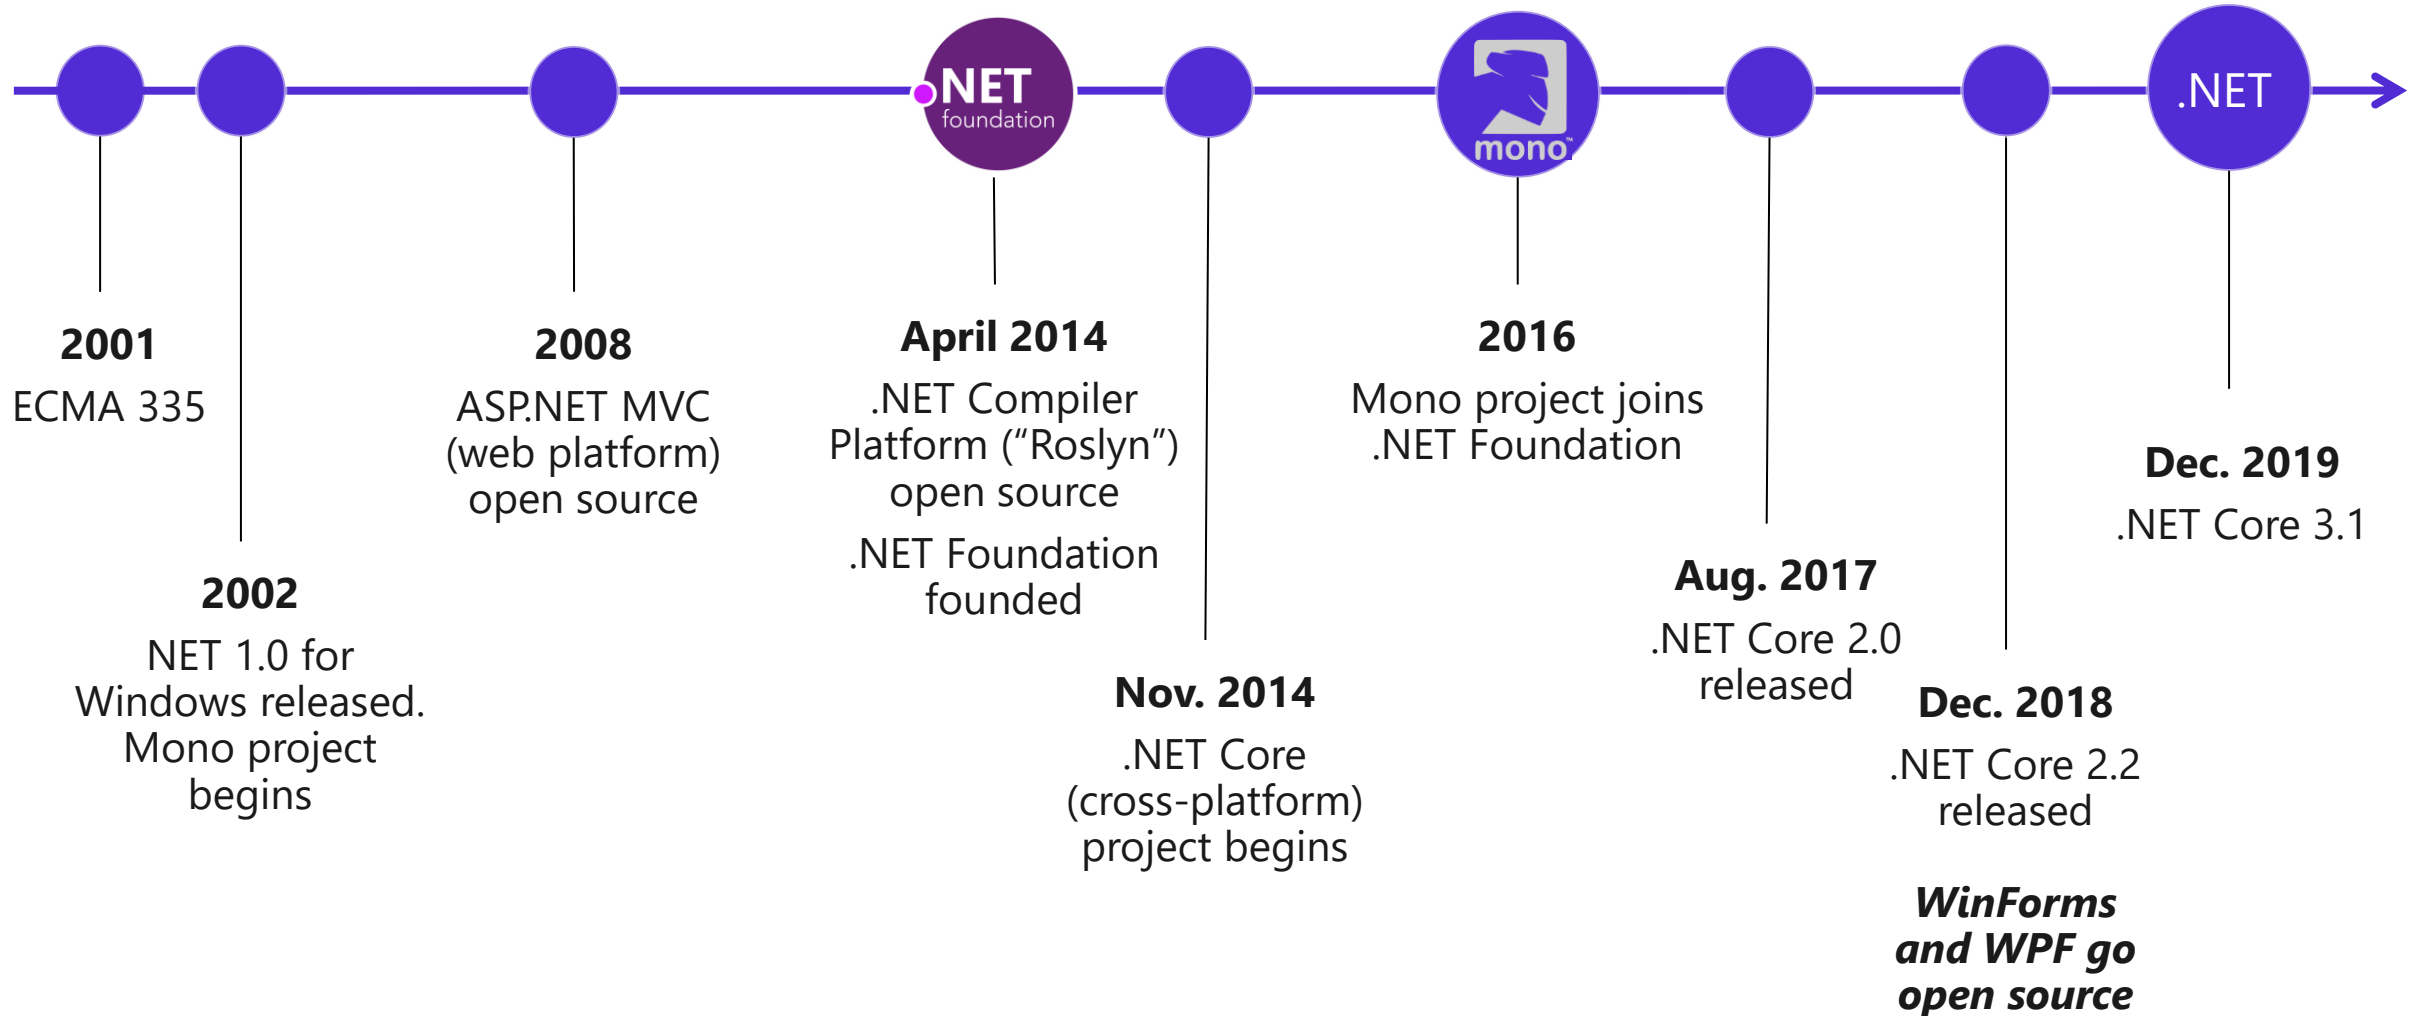 .NET
foundation
mono™
.NET
2001
ECMA 335
2002
NET 1.0 for
Windows released.
Mono project
begins
2008
ASP.NET MVC
(web platform)
open source
April 2014
.NET Compiler
Platform (“Roslyn”)
open source
.NET Foundation
founded
Nov. 2014
.NET Core
(cross-platform)
project begins
2016
Mono project joins
.NET Foundation
Aug. 2017
.NET Core 2.0
released
Dec. 2018
.NET Core 2.2
released
WinForms
and WPF go
open source
Dec. 2019
.NET Core 3.1